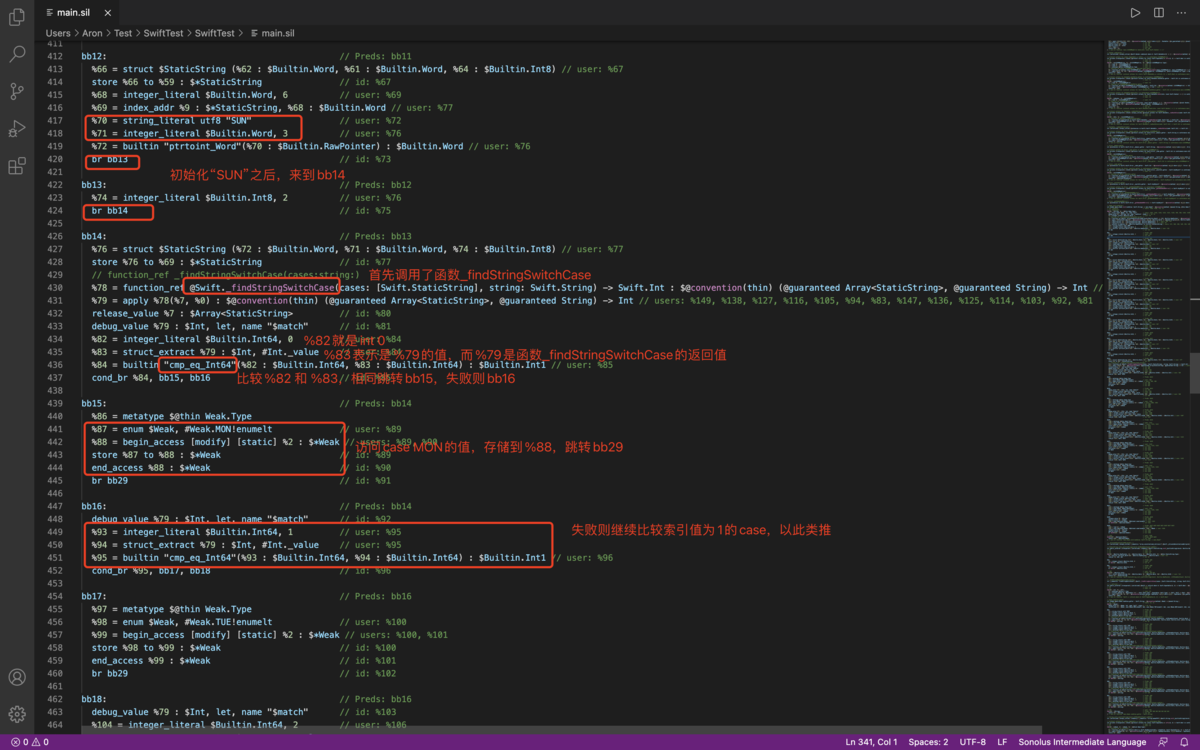 main.sil
Users > Aron > Test > SwiftTest > SwiftTest > main.sil
411
412 bb12: // Preds: bb11
413 %66 = struct $StaticString (%62 : $Builtin.Word, %61 : $Builtin.Word, %64 : $Builtin.Int8) // user: %67
414 store %66 to %59 : $*StaticString // id: %67
415 %68 = integer_literal $Builtin.Word, 6 // user: %69
416 %69 = index_addr %9 : $*StaticString, %68 : $Builtin.Word // user: %77
417 %70 = string_literal utf8 "SUN" // user: %72
418 %71 = integer_literal $Builtin.Word, 3 // user: %76
419 %72 = builtin "ptrtoint_Word"(%70 : $Builtin.RawPointer) : $Builtin.Word // user: %76
420 br bb13 // id: %73
421 初始化“SUN”之后，来到bb14
422 bb13: // Preds: bb12
423 %74 = integer_literal $Builtin.Int8, 2 // user: %76
424 br bb14 // id: %75
425
426 bb14: // Preds: bb13
427 %76 = struct $StaticString (%72 : $Builtin.Word, %71 : $Builtin.Word, %74 : $Builtin.Int8) // user: %77
428 store %76 to %69 : $*StaticString // id: %77
429 // function_ref _findStringSwitchCase(cases:string:) 首先调用了函数_findStringSwitchCase
430 %78 = function_ref @Swift._findStringSwitchCase(cases: [Swift.StaticString], string: Swift.String) -> Swift.Int : $@convention(thin) (@guaranteed Array<StaticString>, @guaranteed String) -> Int //
431 %79 = apply %78(%7, %0) : $@convention(thin) (@guaranteed Array<StaticString>, @guaranteed String) -> Int // users: %149, %138, %127, %116, %105, %94, %83, %147, %136, %125, %114, %103, %92, %81
432 release_value %7 : $Array<StaticString> // id: %80
433 debug_value %79 : $Int, let, name "$match" // id: %81
434 %82 = integer_literal $Builtin.Int64, 0 // user: %84 %82就是int 0
435 %83 = struct_extract %79 : $Int, #Int._value // user: %84 %83表示是%79的值，而%79是函数_findStringSwitchCase的返回值
436 %84 = builtin "cmp_eq_Int64"(%82 : $Builtin.Int64, %83 : $Builtin.Int64) : $Builtin.Int1 // user: %85
437 cond_br %84, bb15, bb16 比较%82 和 %83，相同跳转bb15，失败则bb16
438
439 bb15: // Preds: bb14
440 %86 = metatype $@thin Weak.Type
441 %87 = enum $Weak, #Weak.MON!enumelt // user: %89
442 %88 = begin_access [modify] [static] %2 : $*Weak // users: %89, %90
443 store %87 to %88 : $*Weak // id: %89 访问case MON的值，存储到%88，跳转bb29
444 end_access %88 : $*Weak // id: %90
445 br bb29 // id: %91
446
447 bb16: // Preds: bb14
448 debug_value %79 : $Int, let, name "$match" // id: %92
449 %93 = integer_literal $Builtin.Int64, 1 // user: %95 失败则继续比较索引值为1的case，以此类推
450 %94 = struct_extract %79 : $Int, #Int._value // user: %95
451 %95 = builtin "cmp_eq_Int64"(%93 : $Builtin.Int64, %94 : $Builtin.Int64) : $Builtin.Int1 // user: %96
452 cond_br %95, bb17, bb18 // id: %96
453
454 bb17: // Preds: bb16
455 %97 = metatype $@thin Weak.Type
456 %98 = enum $Weak, #Weak.TUE!enumelt // user: %100
457 %99 = begin_access [modify] [static] %2 : $*Weak // users: %100, %101
458 store %98 to %99 : $*Weak // id: %100
459 end_access %99 : $*Weak // id: %101
460 br bb29 // id: %102
461
462 bb18: // Preds: bb16
463 debug_value %79 : $Int, let, name "$match" // id: %103
464 %104 = integer_literal $Builtin.Int64, 2 // user: %106
0 0 Ln 341, Col 1 Spaces: 2 UTF-8 LF Sonolus Intermediate Language